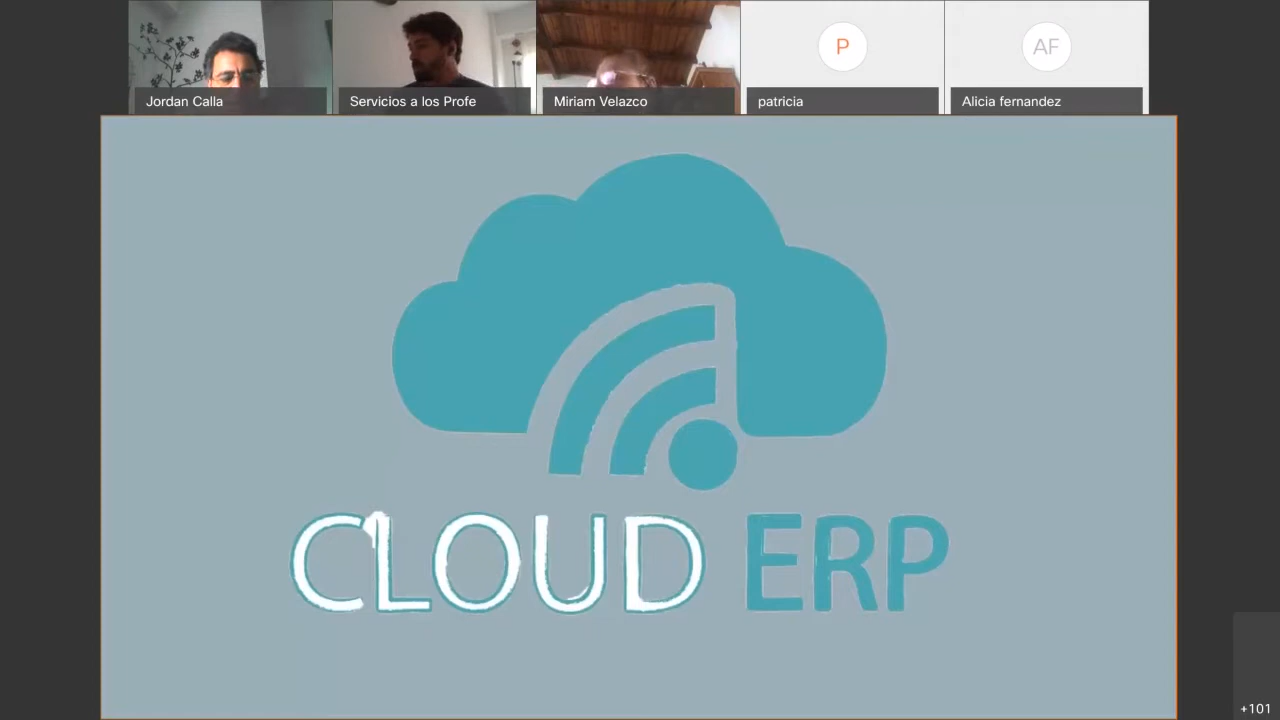 P
AF
Jordan Calla
Servicios a los Profe
Miriam Velazco
patricia
Alicia fernandez
CLOUD ERP
+101